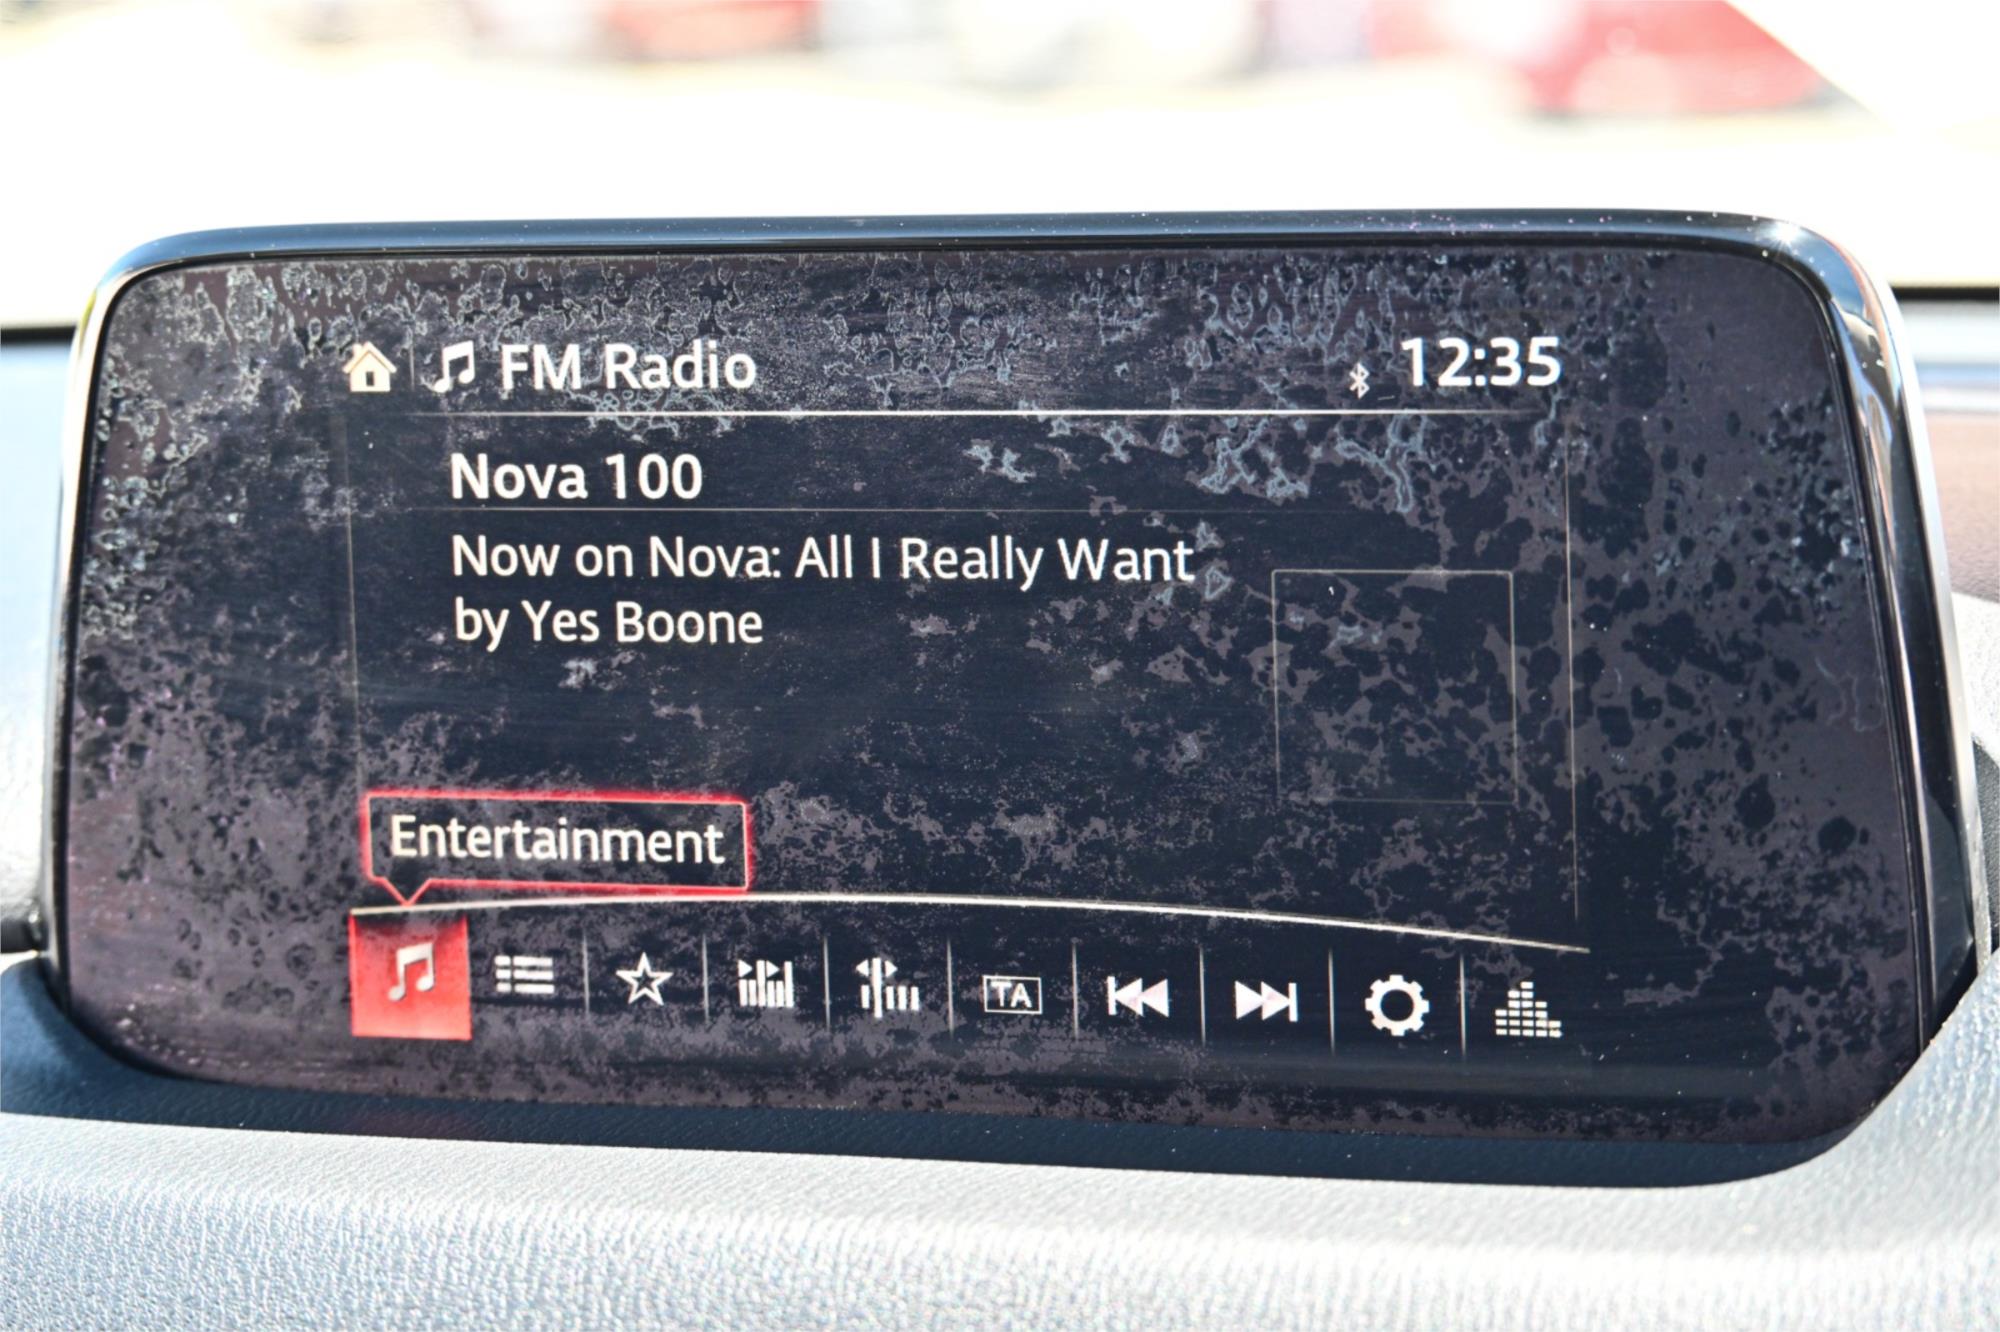 FM Radio
12:35
Nova 100
Now on Nova: All I Really Want
by Yes Boone
Entertainment
TA